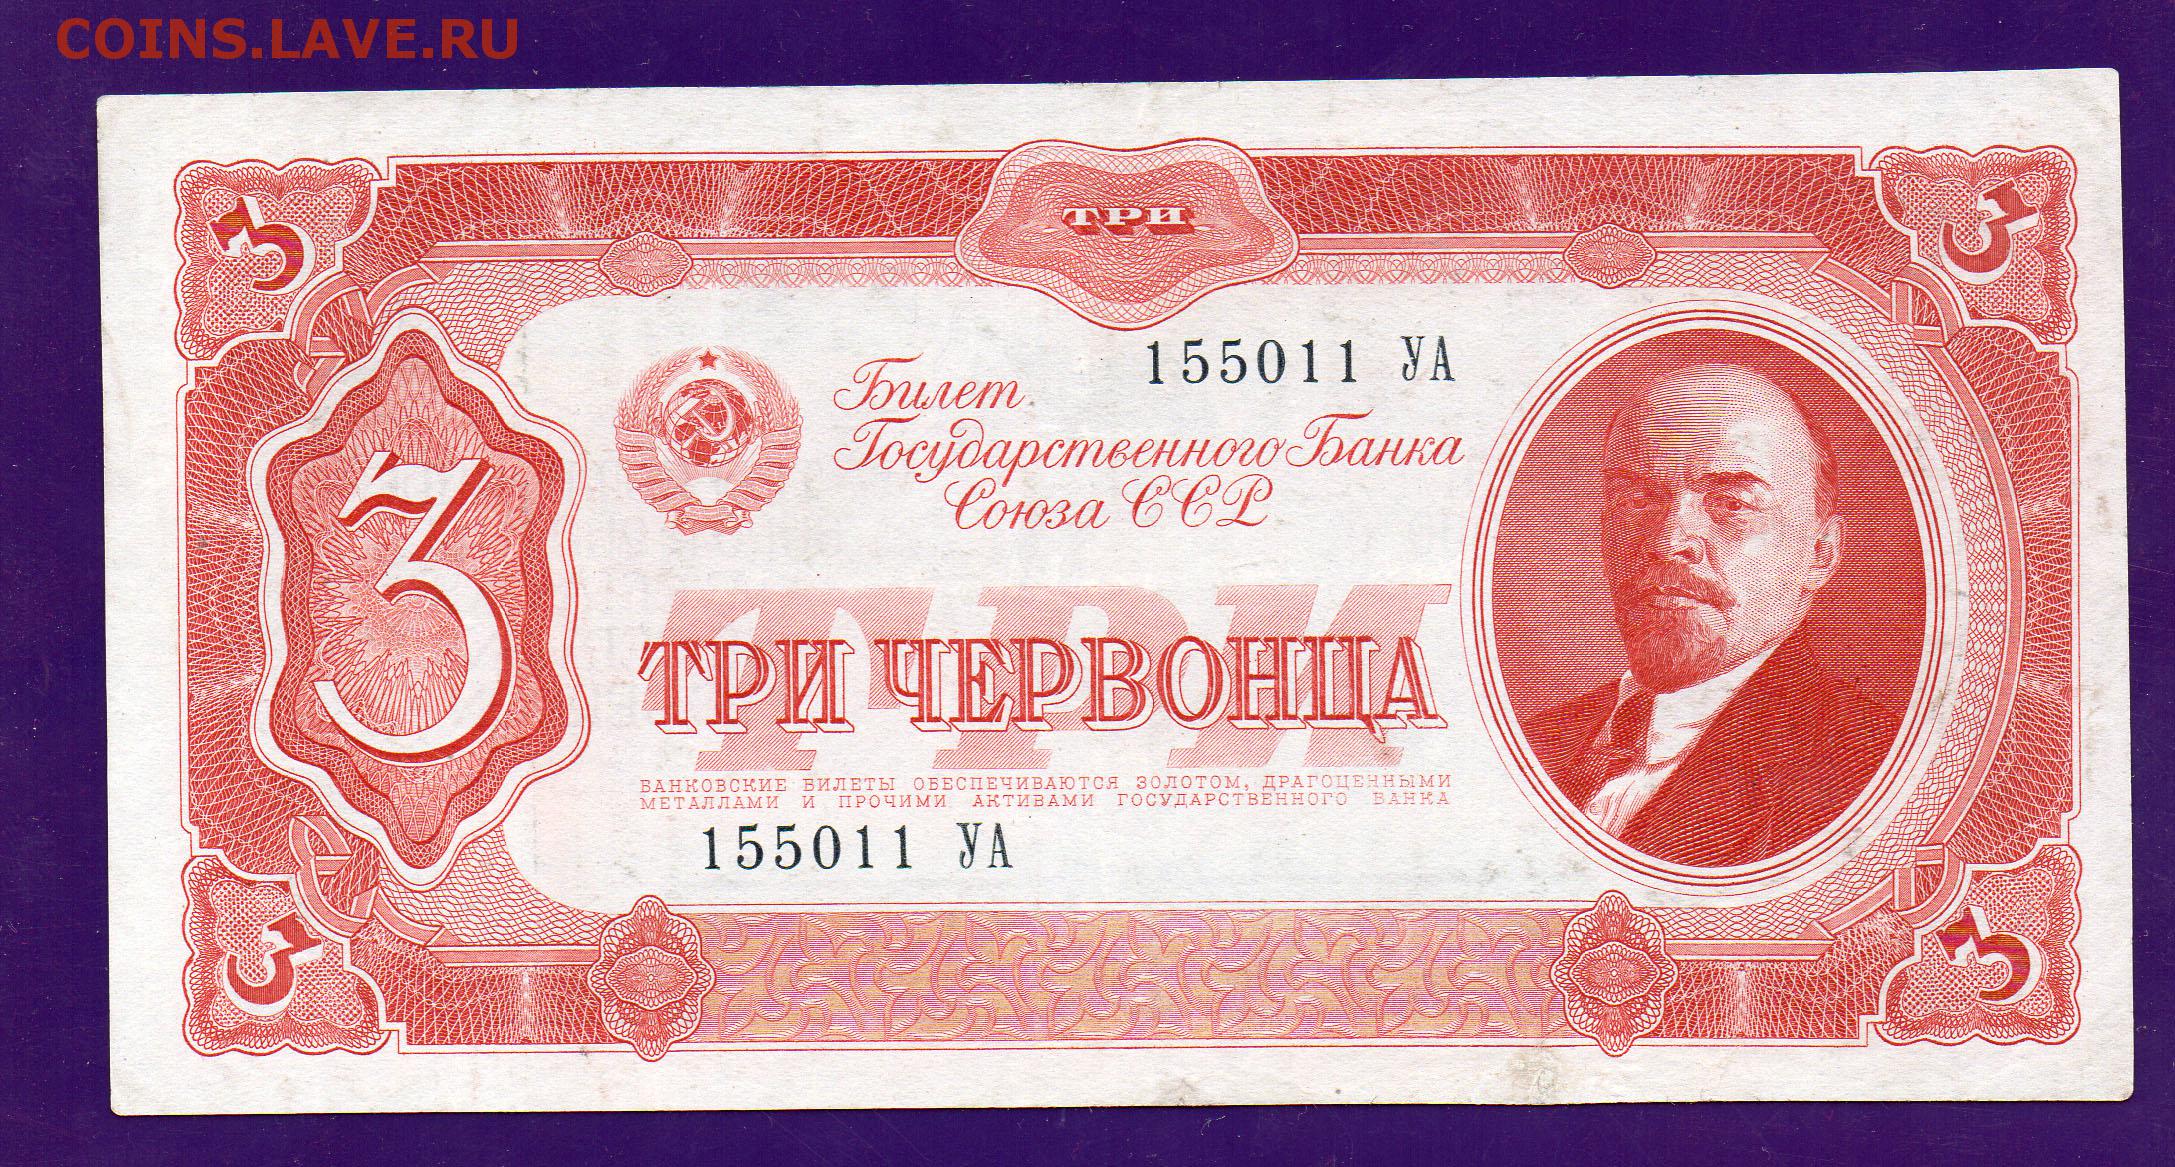 COINS.LAVE.RU
3
3
ТРИ
155011 УА
Билет
Государственного Банка
Союза ССР
3
ТРИ
ТРИ ЧЕРВОНЦА
БАНКОВСКИЕ БИЛЕТЫ ОБЕСПЕЧИВАЮТСЯ ЗОЛОТОМ, ДРАГОЦЕННЫМИ
МЕТАЛЛАМИ И ПРОЧИМИ АКТИВАМИ ГОСУДАРСТВЕННОГО БАНКА
155011 УА
3
3